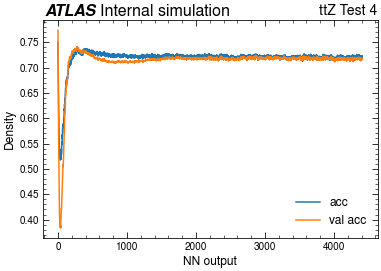 ATLAS Internal simulation ttZ Test 4
0.75
0.70
0.65
0.60
0.55
0.50
0.45
0.40
Density
acc
val acc
0 1000 2000 3000 4000
NN output